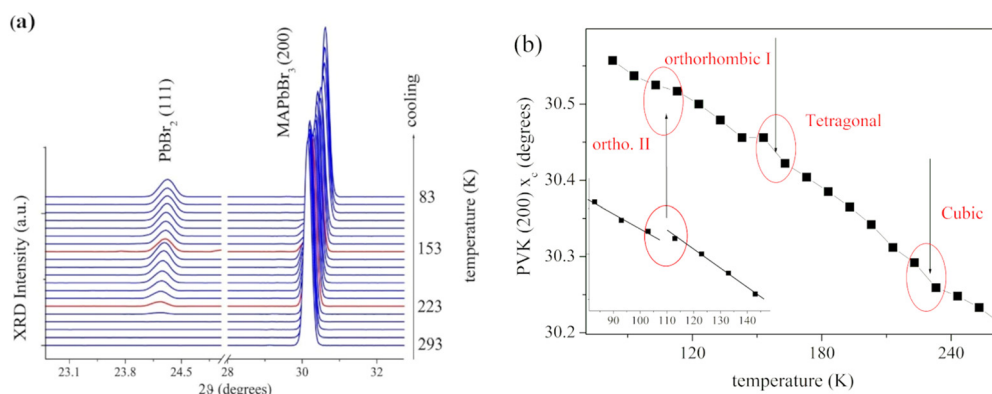 (a)
XRD Intensity (a.u.)
PbBr2 (111)
MAPbBr3 (200)
cooling
temperature (K)
83
153
223
293
23.1 23.8 24.5 28 30 32
2ϑ (degrees)
(b)
PVK (200) xc (degrees)
30.5
30.4
30.3
30.2
orthorhombic I
ortho. II
Tetragonal
Cubic
90 100 110 120 130 140
120 180 240
temperature (K)